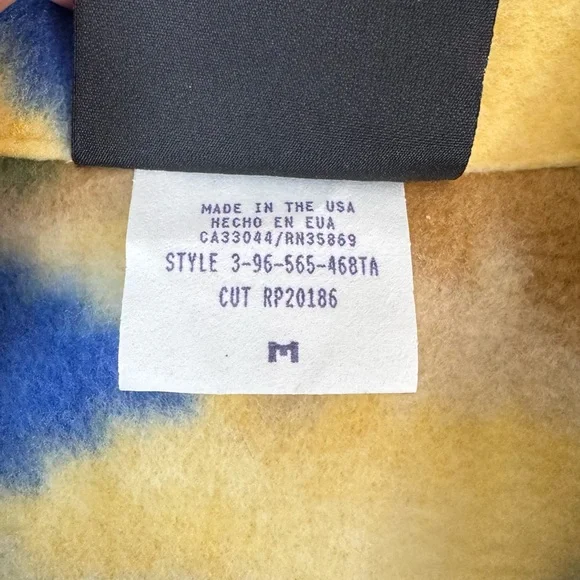 MADE IN THE USA
HECHO EN EUA
CA33044/RN35869
STYLE 3-96-565-468TA
CUT RP20186
M